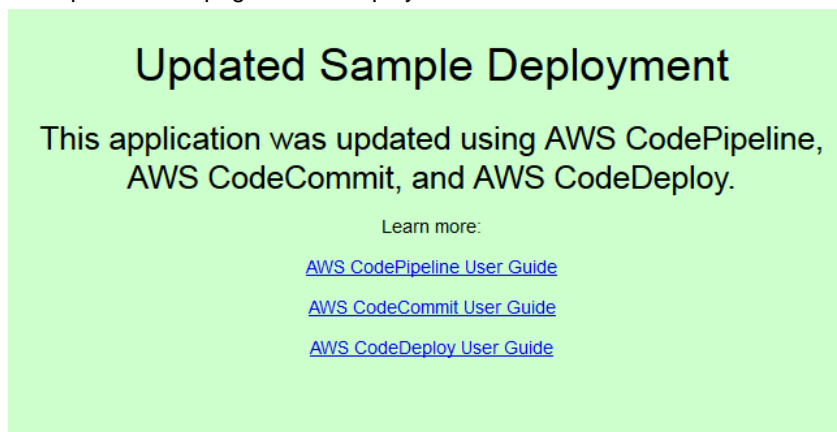 Updated Sample Deployment
This application was updated using AWS CodePipeline,
AWS CodeCommit, and AWS CodeDeploy.
Learn more:
AWS CodePipeline User Guide
AWS CodeCommit User Guide
AWS CodeDeploy User Guide